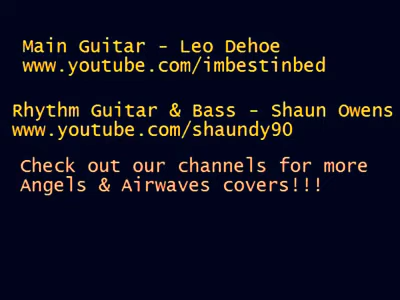 Main Guitar - Leo Dehoe
www.youtube.com/imbestinbed
Rhythm Guitar & Bass - Shaun Owens
www.youtube.com/shaundy90
Check out our channels for more
Angels & Airwaves covers!!!